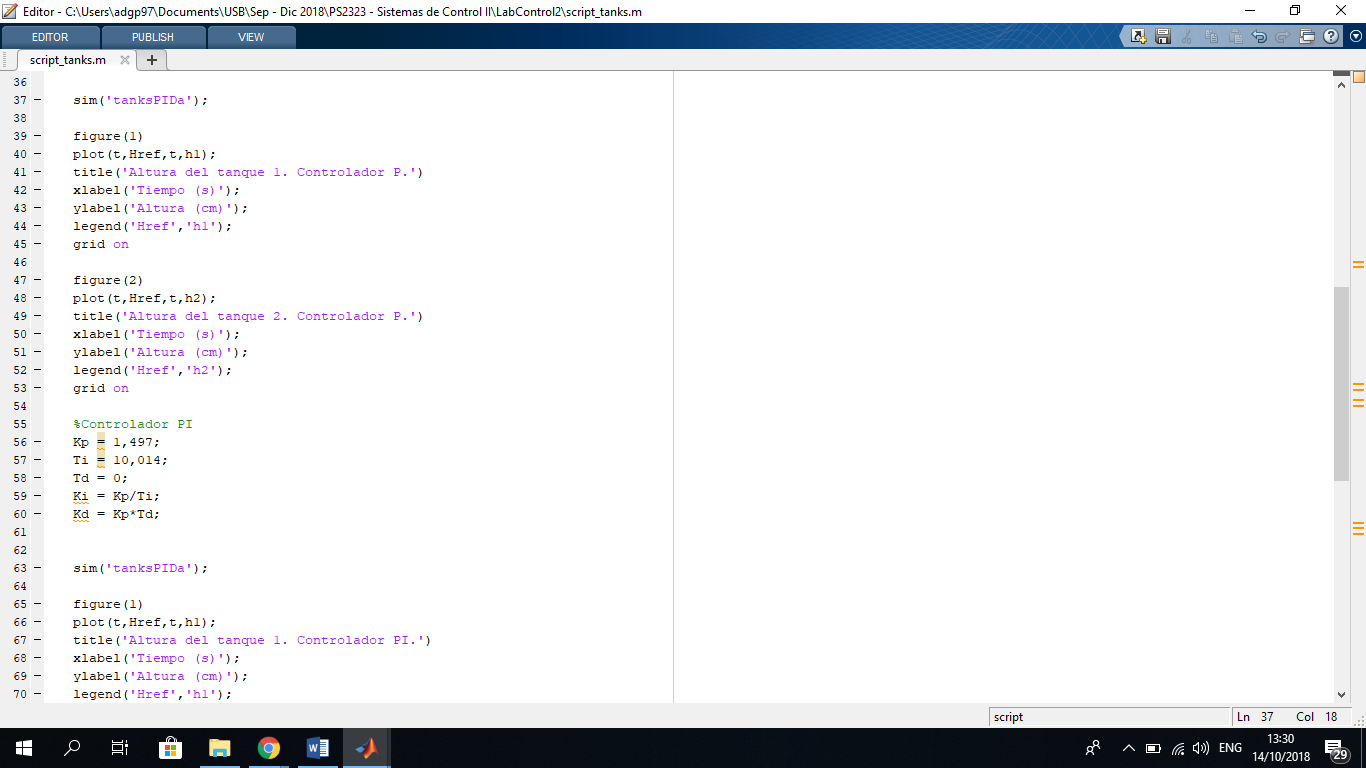 Editor - C:\Users\adgp97\Documents\USB\Sep - Dic 2018\PS2323 - Sistemas de Control II\LabControl2\script_tanks.m
EDITOR PUBLISH VIEW
script_tanks.m
36
37 sim('tanksPIDa');
38
39 figure(1)
40 plot(t,Href,t,h1);
41 title('Altura del tanque 1. Controlador P.')
42 xlabel('Tiempo (s)');
43 ylabel('Altura (cm)');
44 legend('Href','h1');
45 grid on
46
47 figure(2)
48 plot(t,Href,t,h2);
49 title('Altura del tanque 2. Controlador P.')
50 xlabel('Tiempo (s)');
51 ylabel('Altura (cm)');
52 legend('Href','h2');
53 grid on
54
55 %Controlador PI
56 Kp = 1,497;
57 Ti = 10,014;
58 Td = 0;
59 Ki = Kp/Ti;
60 Kd = Kp*Td;
61
62
63 sim('tanksPIDa');
64
65 figure(1)
66 plot(t,Href,t,h1);
67 title('Altura del tanque 1. Controlador PI.')
68 xlabel('Tiempo (s)');
69 ylabel('Altura (cm)');
70 legend('Href','h1');
script Ln 37 Col 18
ENG 13:30
14/10/2018 29